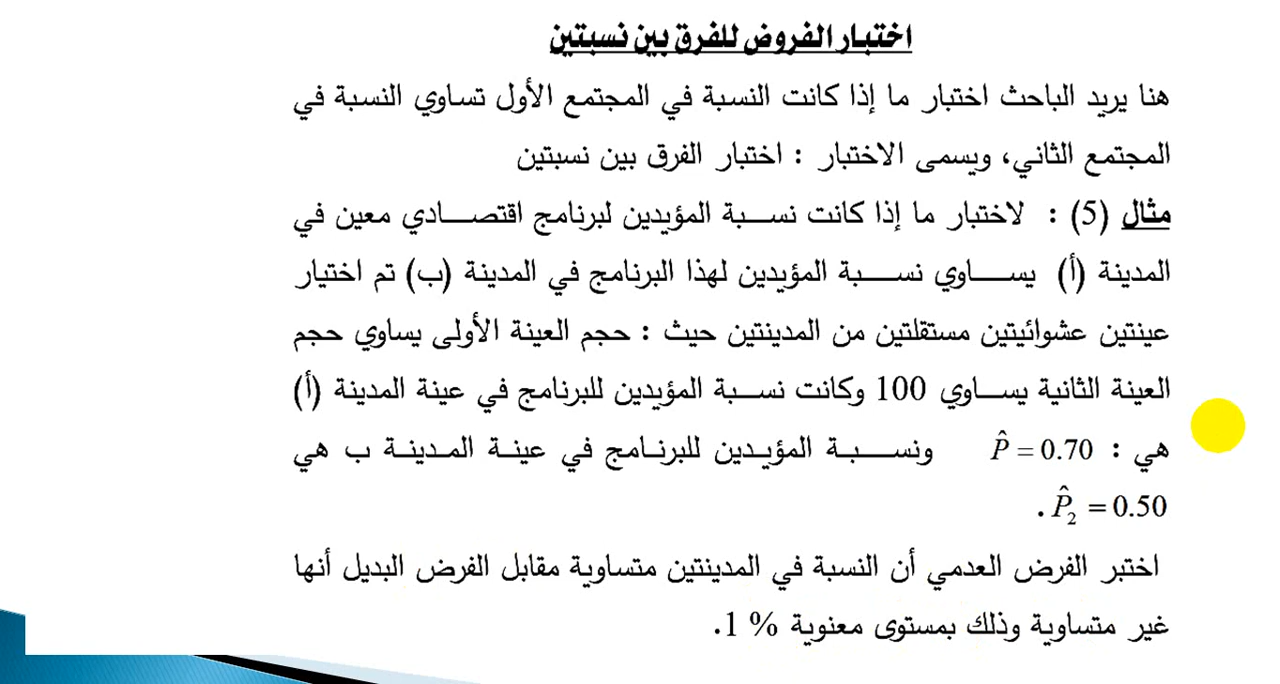 اختبار الفروض للفرق بين نسبتين
هنا يريد الباحث اختبار ما إذا كانت النسبة في المجتمع الأول تساوي النسبة في
المجتمع الثاني، ويسمى الاختبار : اختبار الفرق بين نسبتين
مثال (5) : لاختبار ما إذا كانت نسبة المؤيدين لبرنامج اقتصادي معين في
المدينة (أ) يساوي نسبة المؤيدين لهذا البرنامج في المدينة (ب) تم اختيار
عينتين عشوائيتين مستقلتين من المدينتين حيث : حجم العينة الأولى يساوي حجم
العينة الثانية يساوي 100 وكانت نسبة المؤيدين للبرنامج في عينة المدينة (أ)
هي : P̂ = 0.70 ونسبة المؤيدين للبرنامج في عينة المدينة ب هي
P̂₂ = 0.50 .
اختبر الفرض العدمي أن النسبة في المدينتين متساوية مقابل الفرض البديل أنها
غير متساوية وذلك بمستوى معنوية % 1.